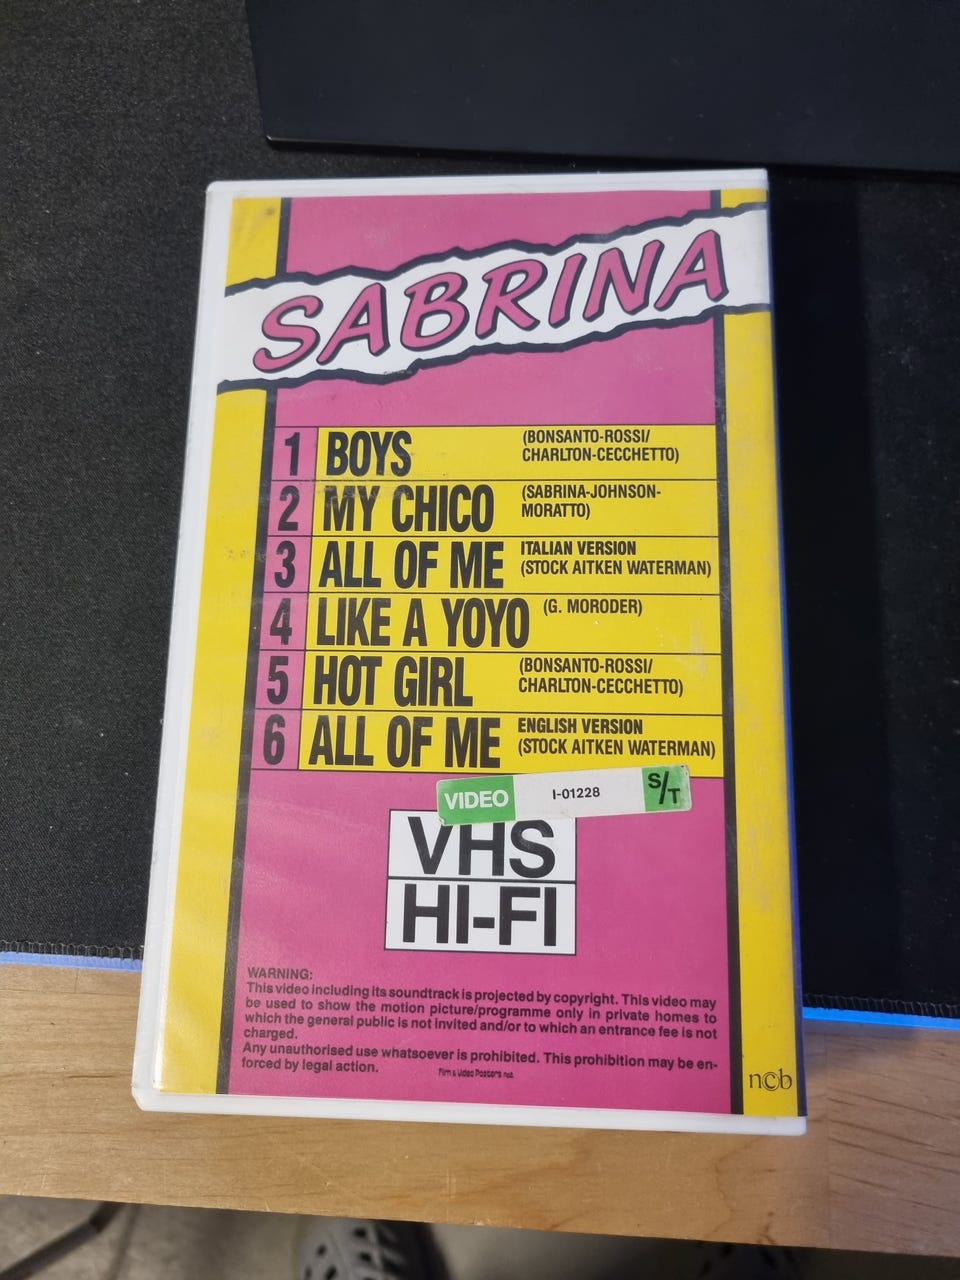 SABRINA
1 BOYS (BONSANTO-ROSSI/
CHARLTON-CECCHETTO)
2 MY CHICO (SABRINA-JOHNSON-
MORATTO)
3 ALL OF ME ITALIAN VERSION
(STOCK AITKEN WATERMAN)
4 LIKE A YOYO (G. MORODER)
5 HOT GIRL (BONSANTO-ROSSI/
CHARLTON-CECCHETTO)
6 ALL OF ME ENGLISH VERSION
(STOCK AITKEN WATERMAN)
VIDEO I-01228 S/T
VHS
HI-FI
WARNING:
This video including its soundtrack is projected by copyright. This video may
be used to show the motion picture/programme only in private homes to
which the general public is not invited and/or to which an entrance fee is not
charged.
Any unauthorised use whatsoever is prohibited. This prohibition may be en-
forced by legal action.
Film & Video Posters
ncb